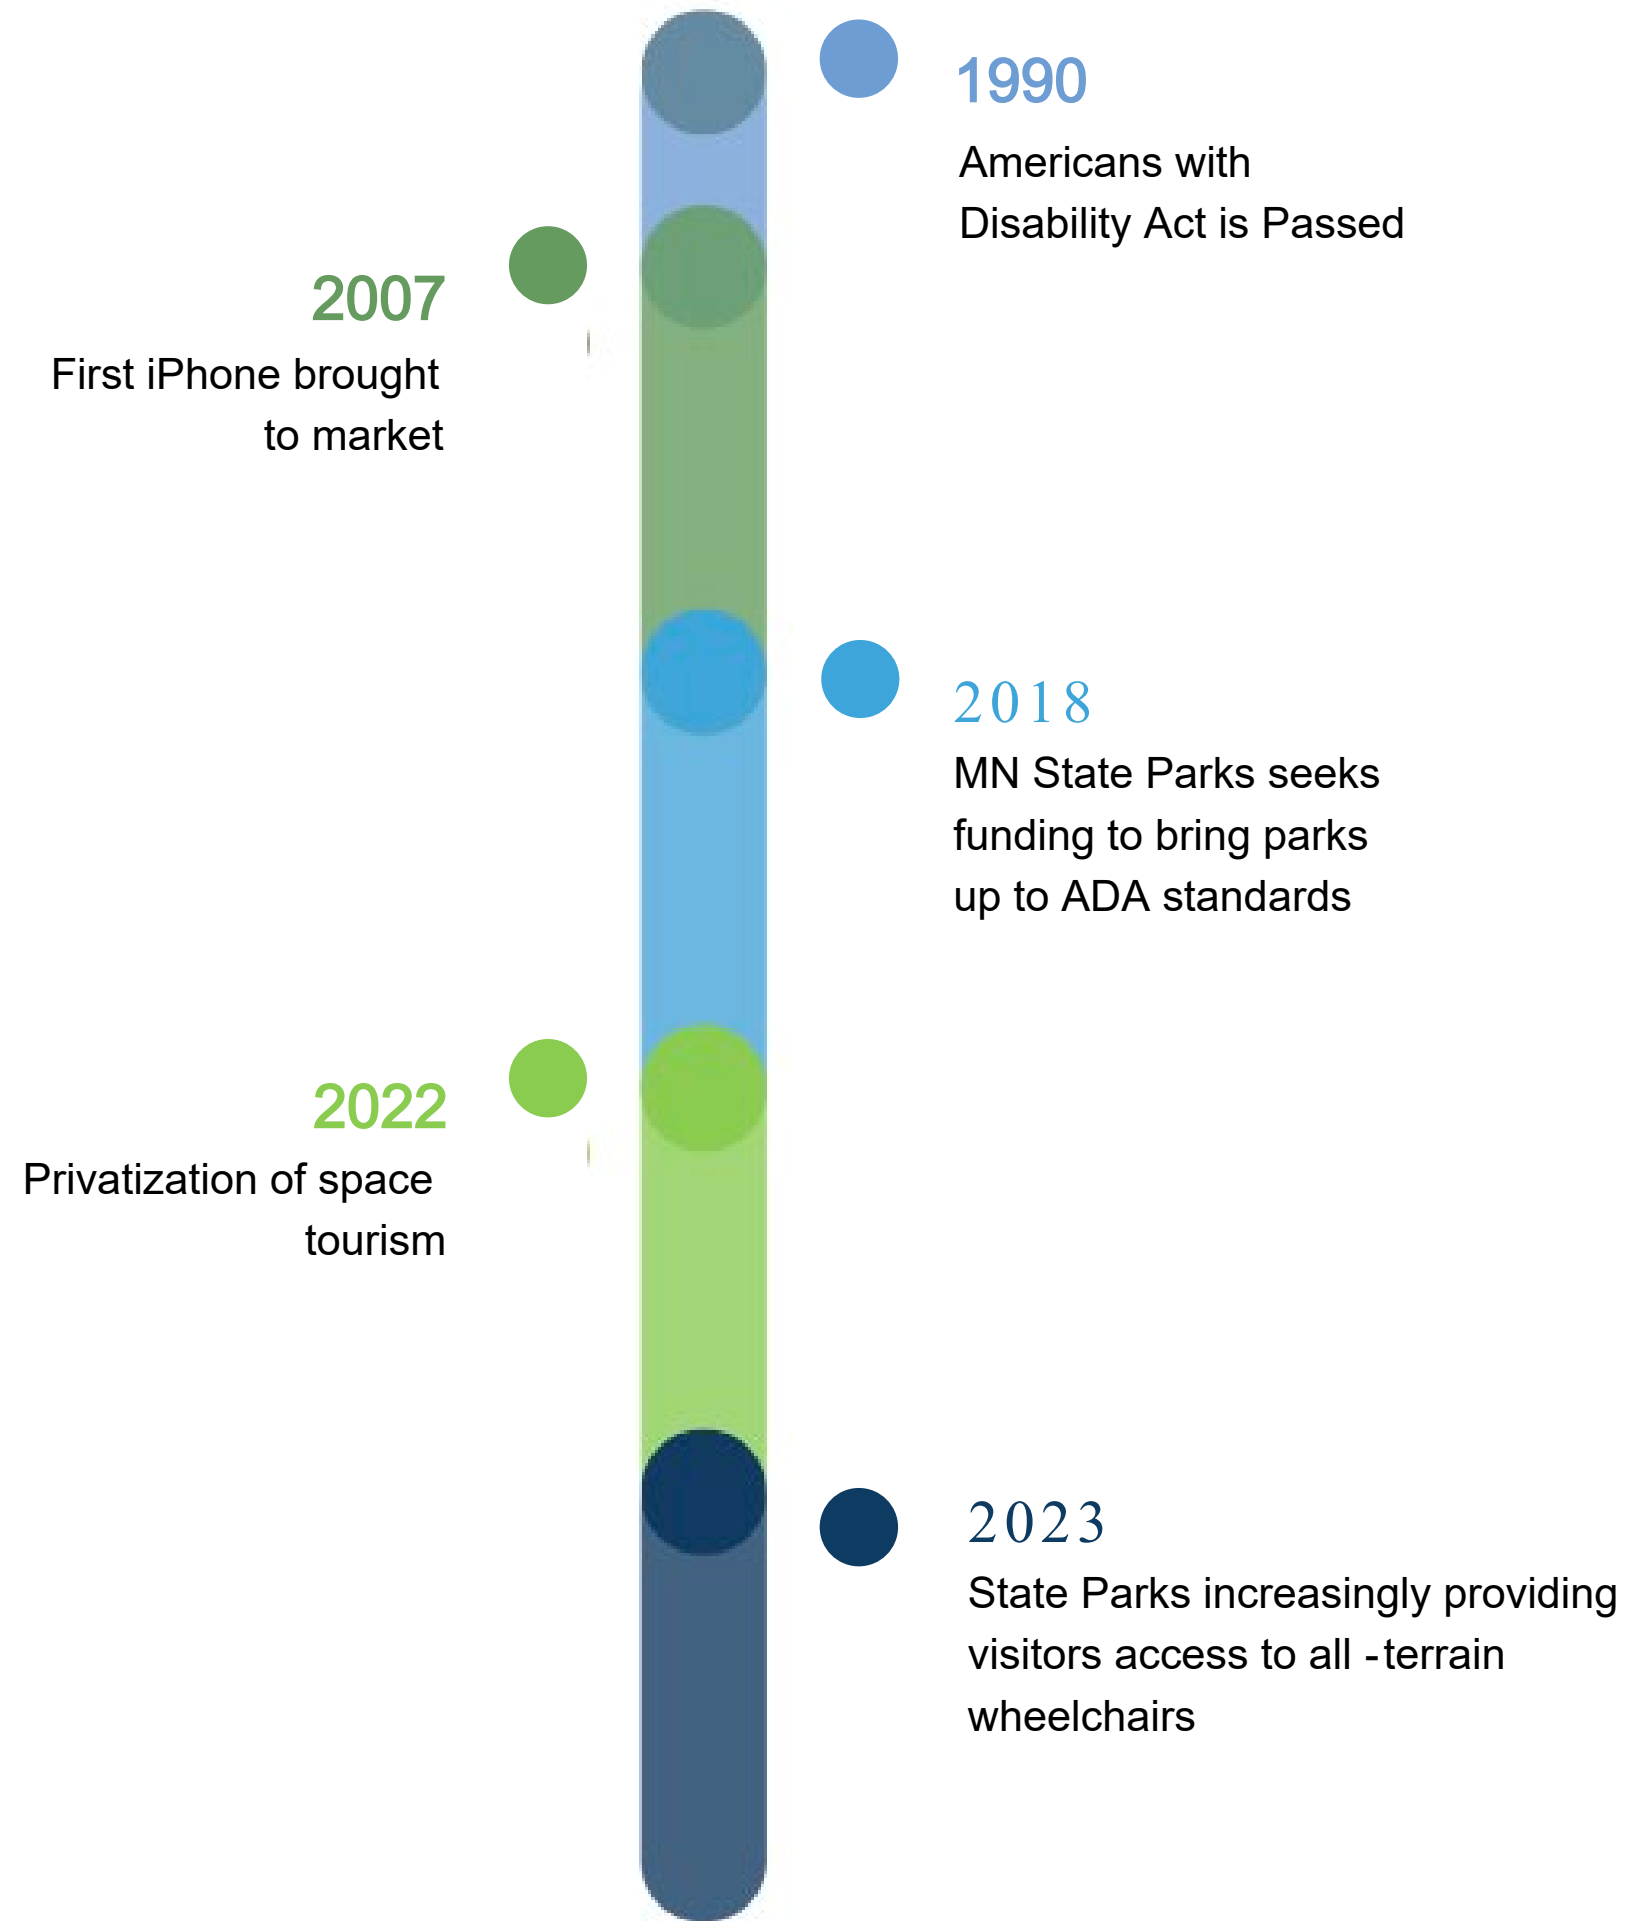 1990
Americans with
Disability Act is Passed
2007
First iPhone brought
to market
2018
MN State Parks seeks
funding to bring parks
up to ADA standards
2022
Privatization of space
tourism
2023
State Parks increasingly providing
visitors access to all -terrain
wheelchairs